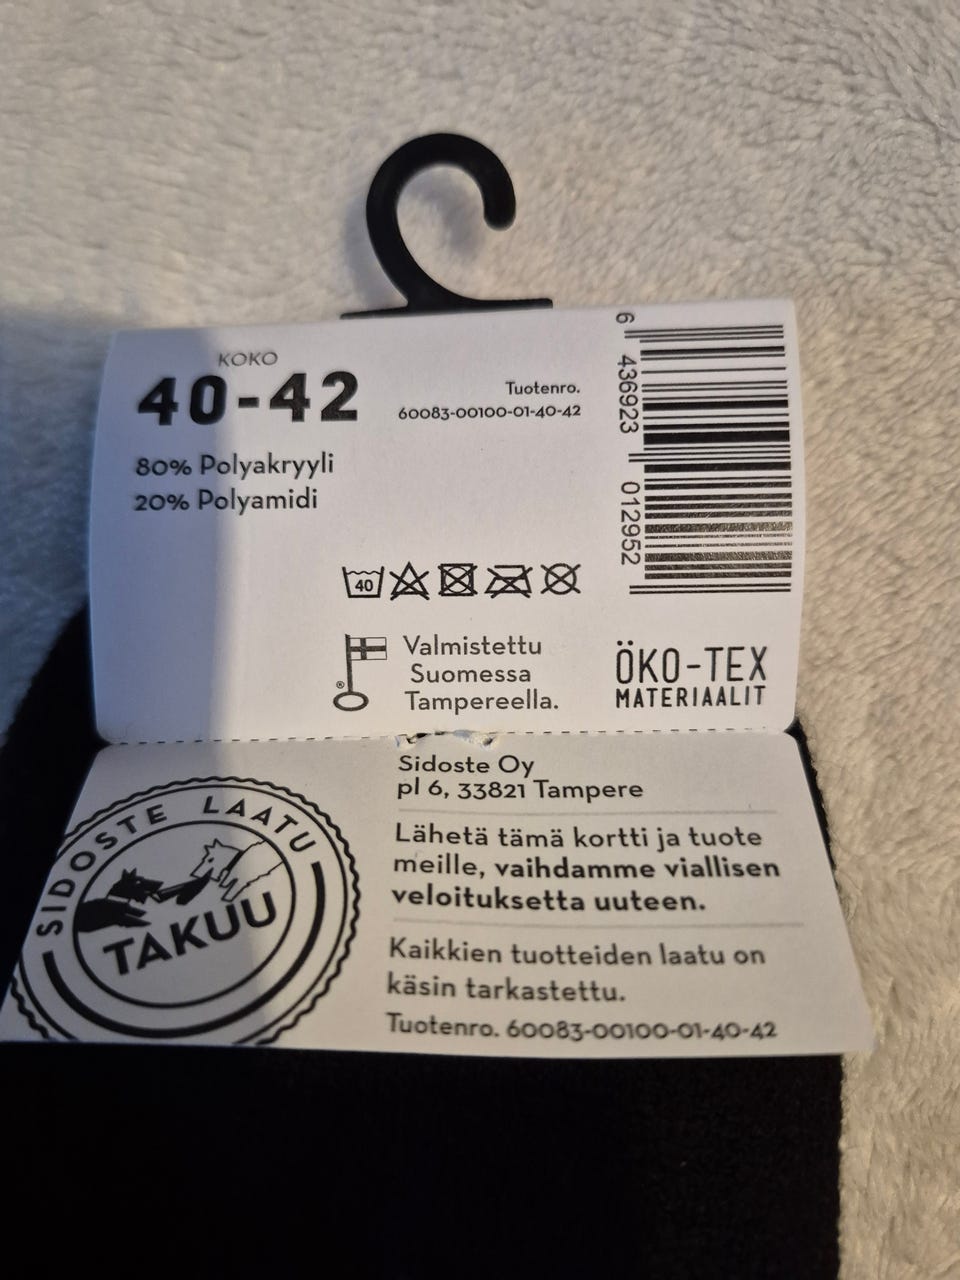 KOKO
40-42
80% Polyakryyli
20% Polyamidi
Tuotenro.
60083-00100-01-40-42
6 436923 012952
40
®
Valmistettu
Suomessa
Tampereella.
ÖKO-TEX
MATERIAALIT
SIDOSTE LAATU
TAKUU
Sidoste Oy
pl 6, 33821 Tampere
Lähetä tämä kortti ja tuote
meille, vaihdamme viallisen
veloituksetta uuteen.
Kaikkien tuotteiden laatu on
käsin tarkastettu.
Tuotenro. 60083-00100-01-40-42